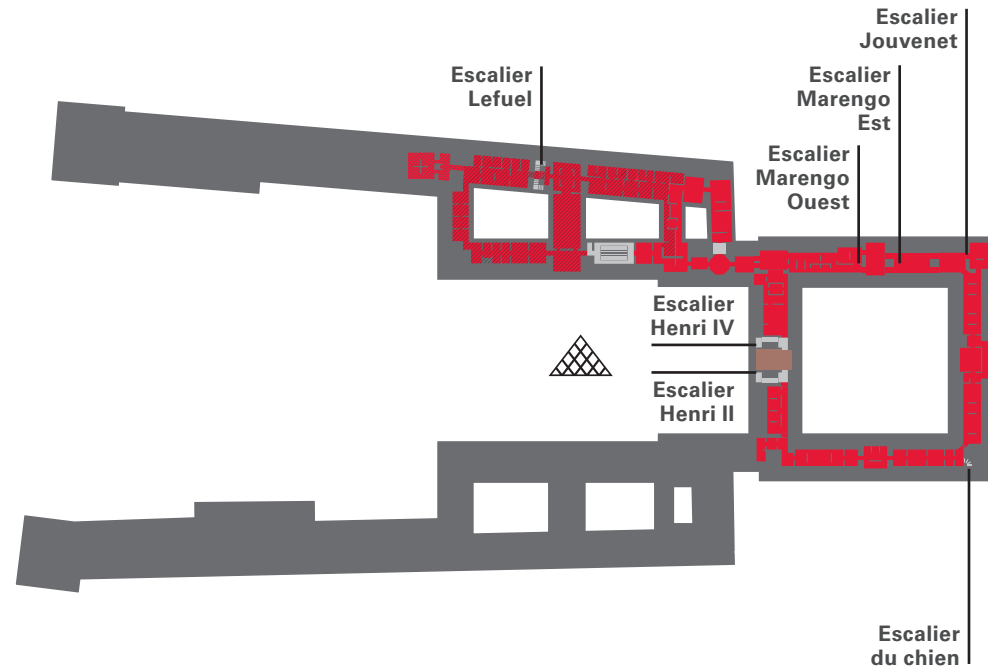 Escalier
Jouvenet
Escalier
Lefuel
Escalier
Marengo
Est
Escalier
Marengo
Ouest
Escalier
Henri IV
Escalier
Henri II
Escalier
du chien